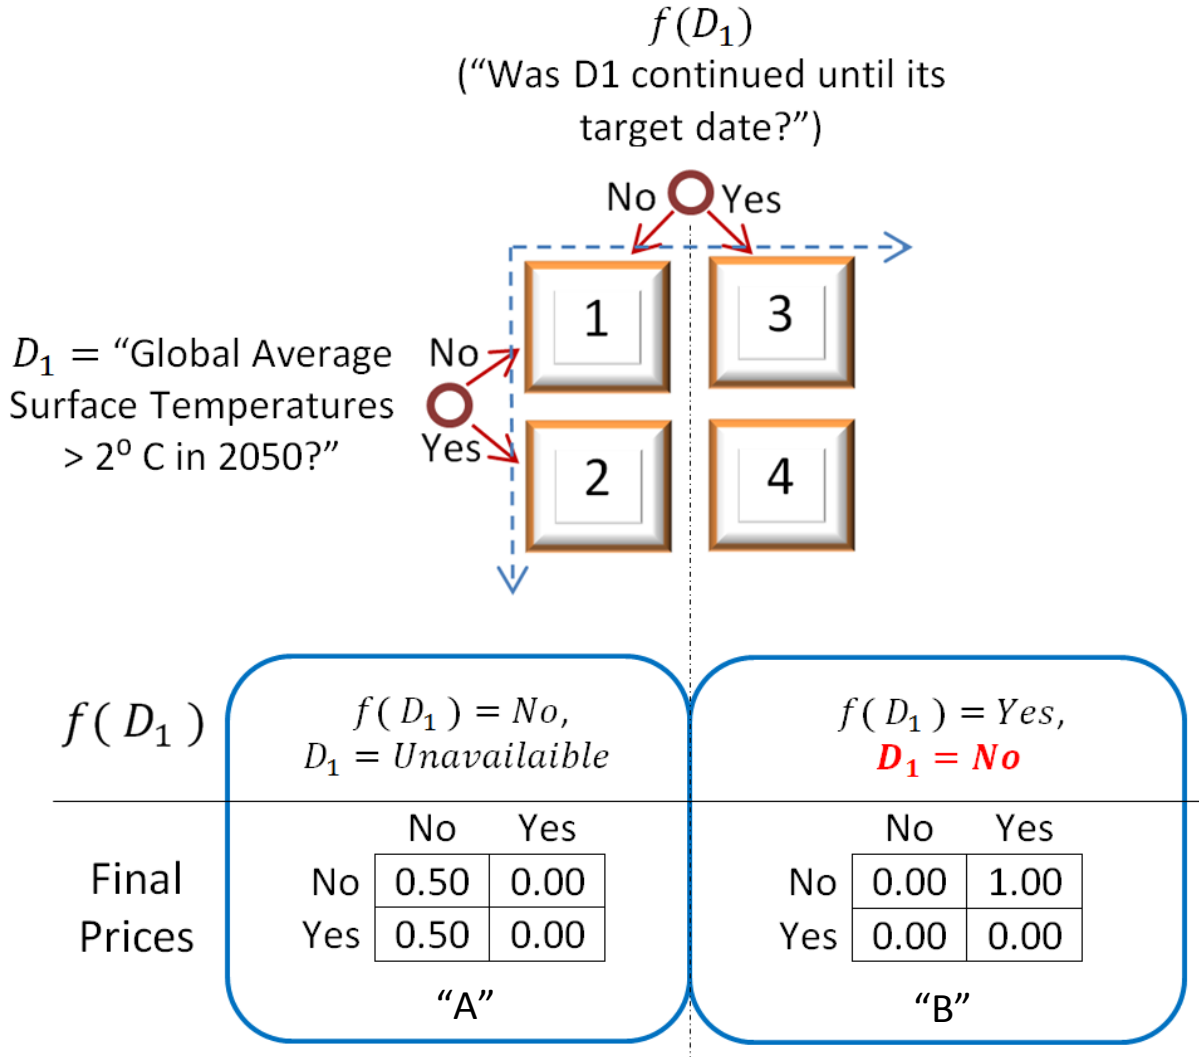 f(D₁)
(“Was D1 continued until its
target date?”)
No Yes
1 3
D₁ = “Global Average No
Surface Temperatures
> 2⁰ C in 2050?” Yes
2 4
f( D₁ ) f( D₁ ) = No, f( D₁ ) = Yes,
D₁ = Unavailaible D₁ = No
No Yes No Yes
Final No 0.50 0.00 No 0.00 1.00
Prices Yes 0.50 0.00 Yes 0.00 0.00
“A” “B”